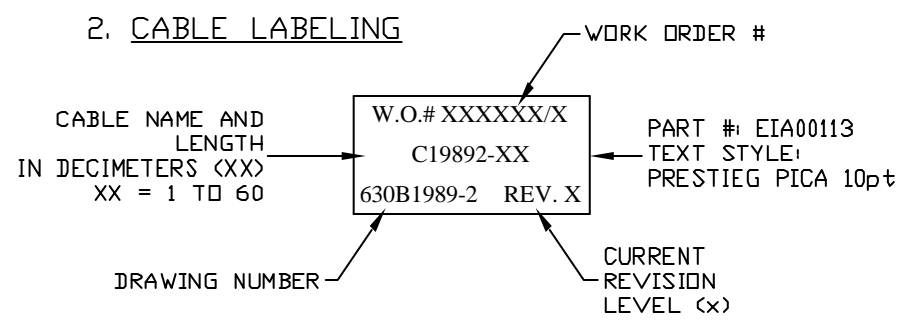 2. CABLE LABELING
WORK ORDER #
CABLE NAME AND
LENGTH
IN DECIMETERS (XX)
XX = 1 TO 60
W.O.# XXXXXX/X
C19892-XX
630B1989-2 REV. X
PART #: EIA00113
TEXT STYLE:
PRESTIEG PICA 10pt
DRAWING NUMBER
CURRENT
REVISION
LEVEL (x)